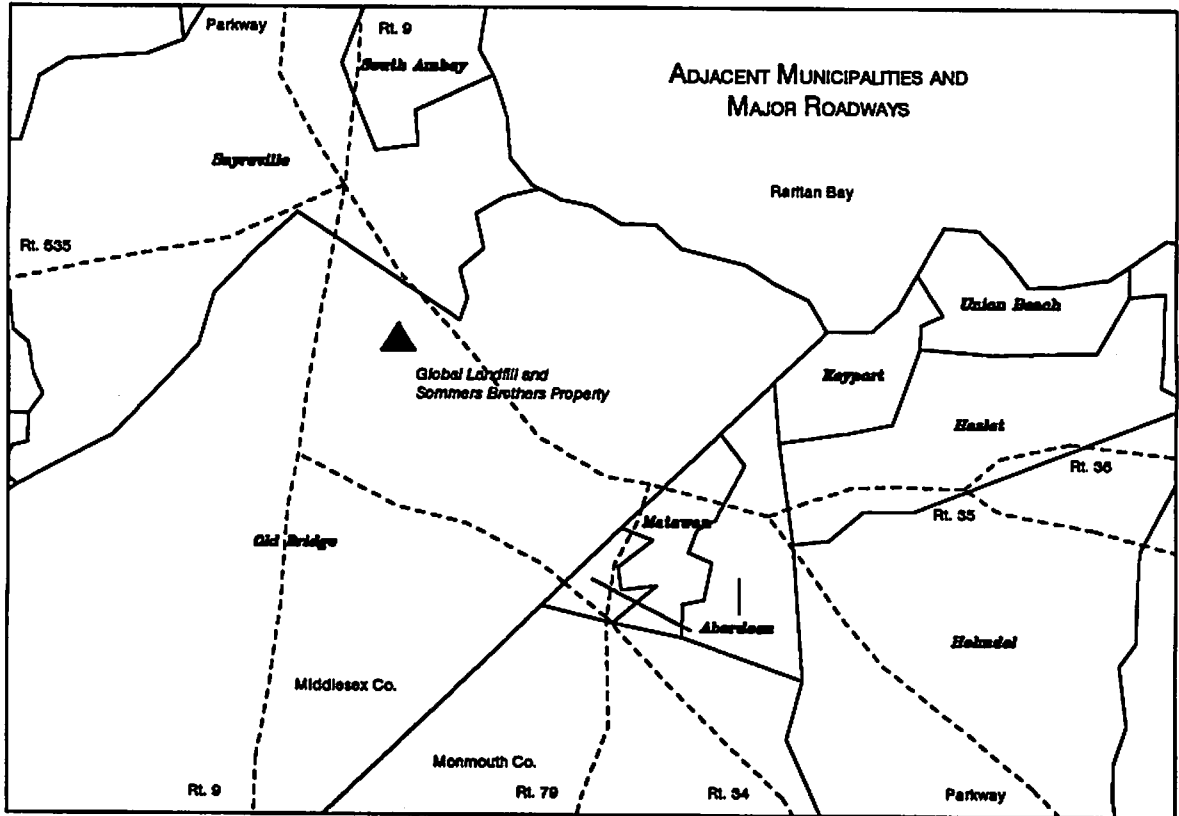 Parkway
Rt. 9
South Amboy
ADJACENT MUNICIPALITIES AND
MAJOR ROADWAYS
Sayreville
Raritan Bay
Rt. 535
Union Beach
Global Landfill and
Sommers Brothers Property
Keyport
Hazlet
Rt. 36
Rt. 35
Matawan
Old Bridge
Aberdeen
Holmdel
Middlesex Co.
Monmouth Co.
Rt. 9
Rt. 79
Rt. 34
Parkway